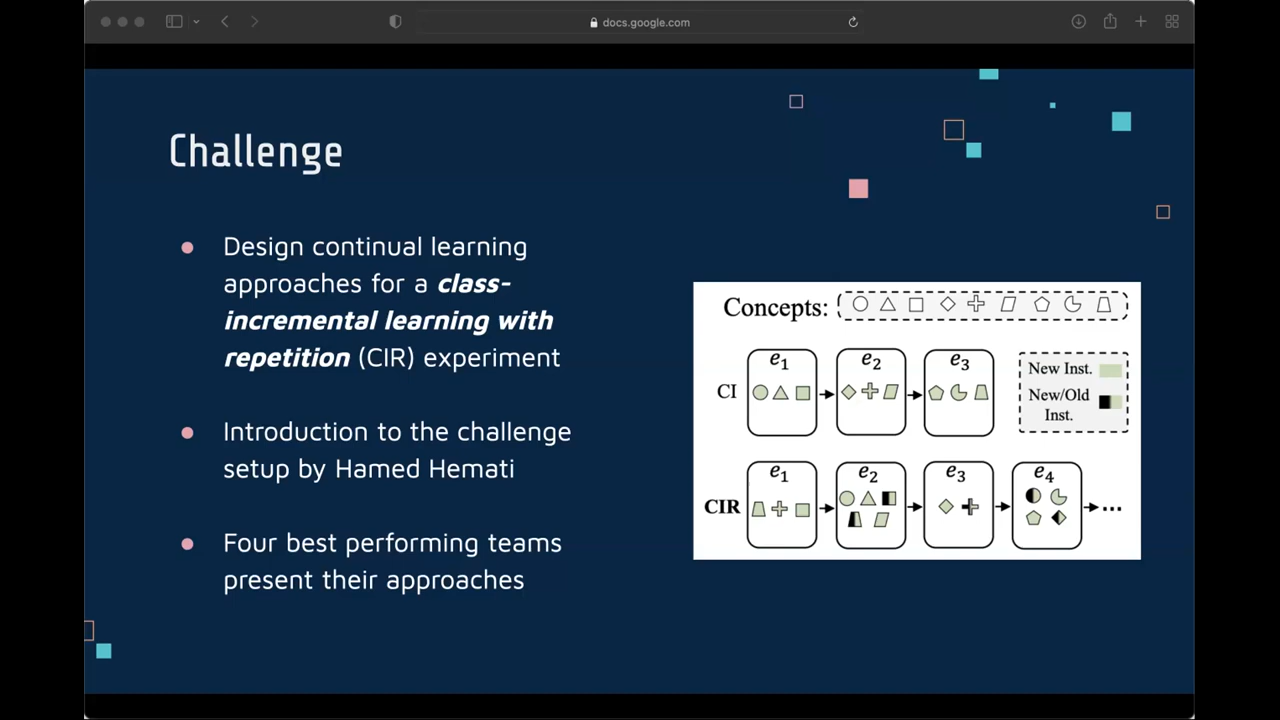 docs.google.com
Challenge
Design continual learning
approaches for a class-
incremental learning with
repetition (CIR) experiment
Introduction to the challenge
setup by Hamed Hemati
Four best performing teams
present their approaches
Concepts:
CI
e1
e2
e3
New Inst.
New/Old
Inst.
CIR
e1
e2
e3
e4
...